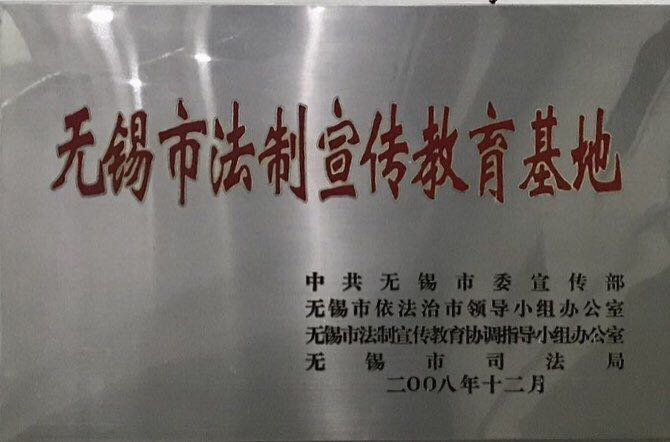 无锡市法制宣传教育基地
中共无锡市委宣传部
无锡市依法治市领导小组办公室
无锡市法制宣传教育协调指导小组办公室
无锡市司法局
二〇〇八年十二月